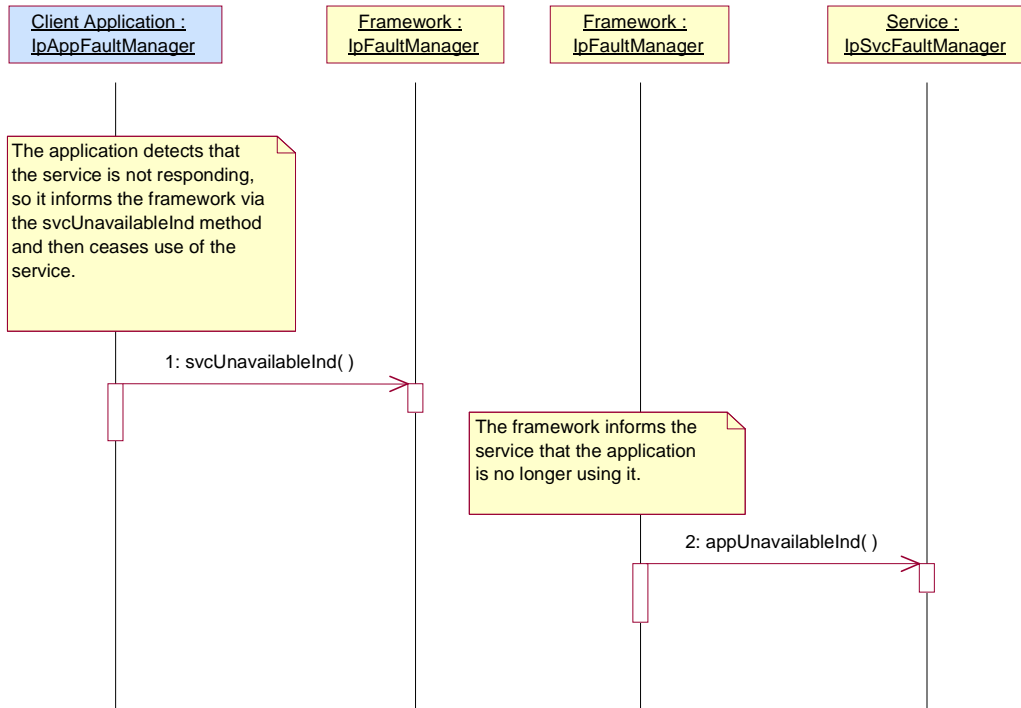 Client Application :
IpAppFaultManager
Framework :
IpFaultManager
Framework :
IpFaultManager
Service :
IpSvcFaultManager
The application detects that
the service is not responding,
so it informs the framework via
the svcUnavailableInd method
and then ceases use of the
service.
1: svcUnavailableInd( )
The framework informs the
service that the application
is no longer using it.
2: appUnavailableInd( )